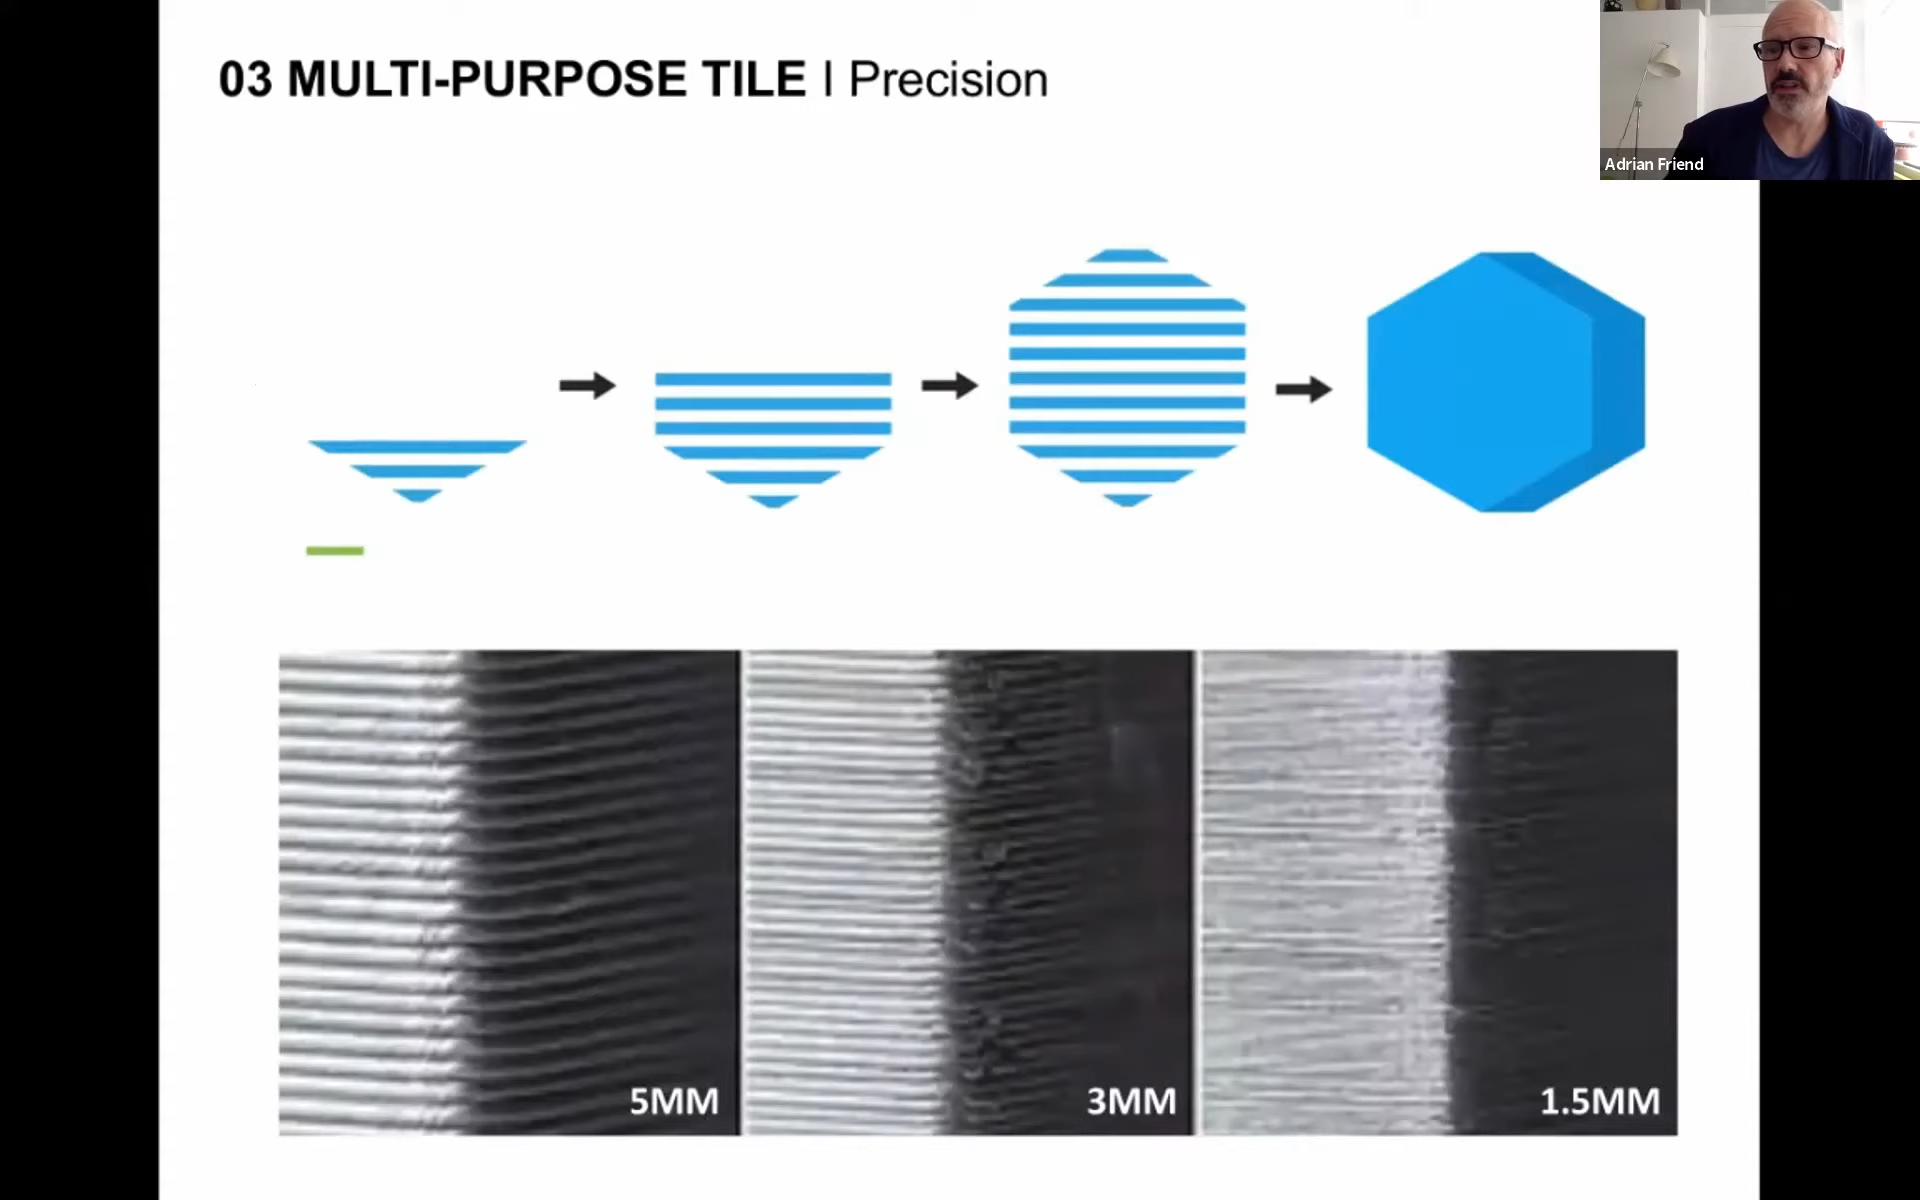 03 MULTI-PURPOSE TILE | Precision
Adrian Friend
5MM
3MM
1.5MM